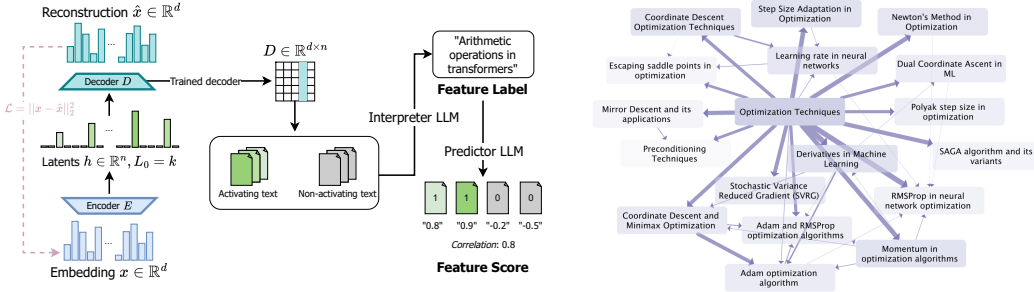 Reconstruction x̂ ∈ ℝ^d
...
Decoder D
ℒ = ||x − x̂||₂²
...
Latents h ∈ ℝ^n, L₀ = k
Encoder E
...
Embedding x ∈ ℝ^d
Trained decoder
D ∈ ℝ^{d×n}
Activating text
Non-activating text
Interpreter LLM
"Arithmetic
operations in
transformers"
Feature Label
Predictor LLM
1 1 0 0
"0.8" "0.9" "-0.2" "-0.5"
Correlation: 0.8
Feature Score
Coordinate Descent
Optimization Techniques
Step Size Adaptation in
Optimization
Newton's Method in
Optimization
Escaping saddle points in
optimization
Learning rate in neural
networks
Dual Coordinate Ascent in
ML
Mirror Descent and its
applications
Optimization Techniques
Polyak step size in
optimization
Preconditioning
Techniques
Derivatives in Machine
Learning
SAGA algorithm and its
variants
Stochastic Variance
Reduced Gradient (SVRG)
RMSProp in neural
network optimization
Coordinate Descent and
Minimax Optimization
Adam and RMSProp
optimization algorithms
Momentum in
optimization algorithms
Adam optimization
algorithm